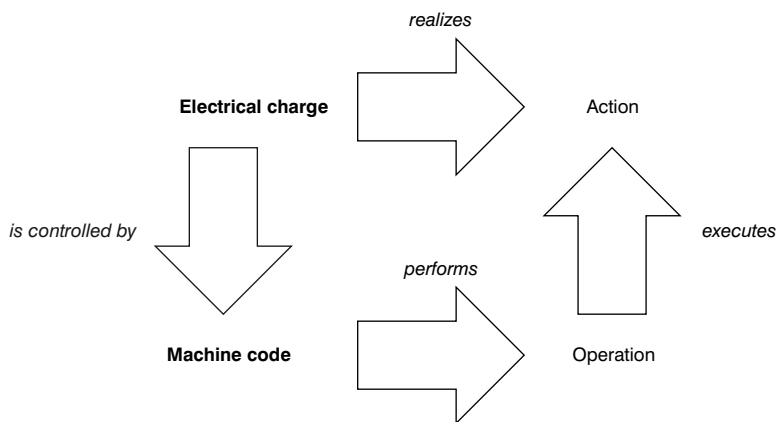 realizes
Electrical charge
Action
is controlled by
executes
performs
Machine code
Operation